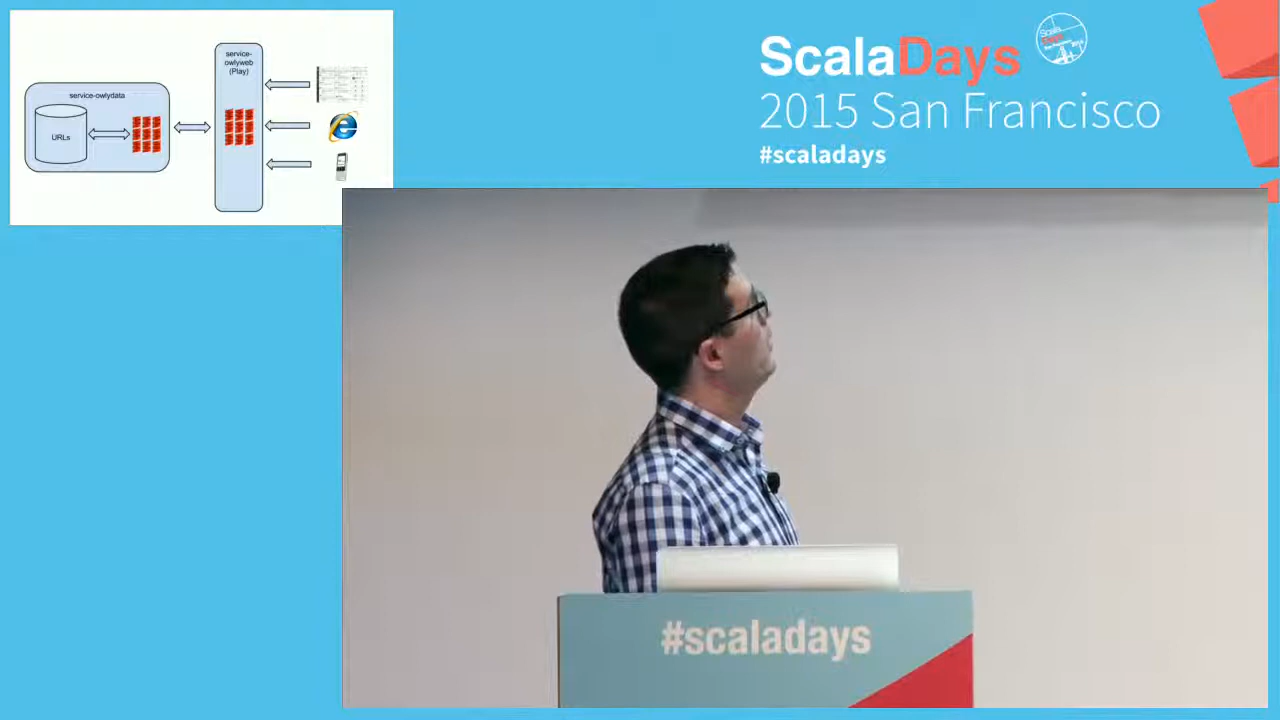 service-
owlyweb
(Play)
service-owlydata
URLs
ScalaDays
2015 San Francisco
#scaladays
#scaladays